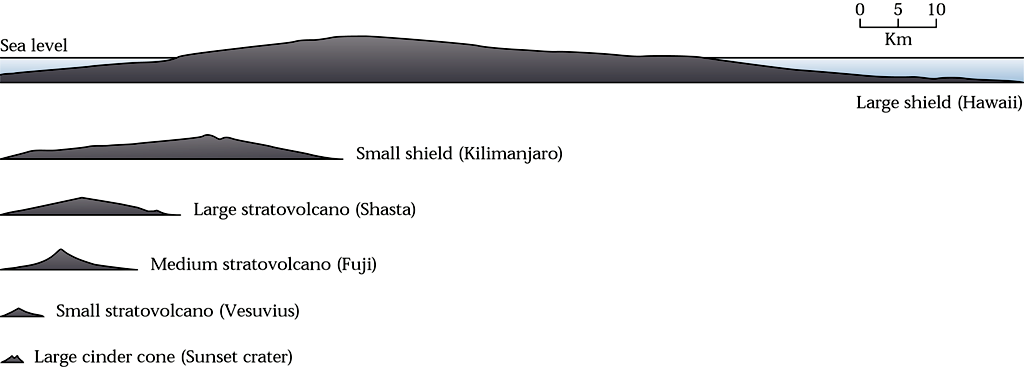 0 5 10
Km
Sea level
Large shield (Hawaii)
Small shield (Kilimanjaro)
Large stratovolcano (Shasta)
Medium stratovolcano (Fuji)
Small stratovolcano (Vesuvius)
Large cinder cone (Sunset crater)